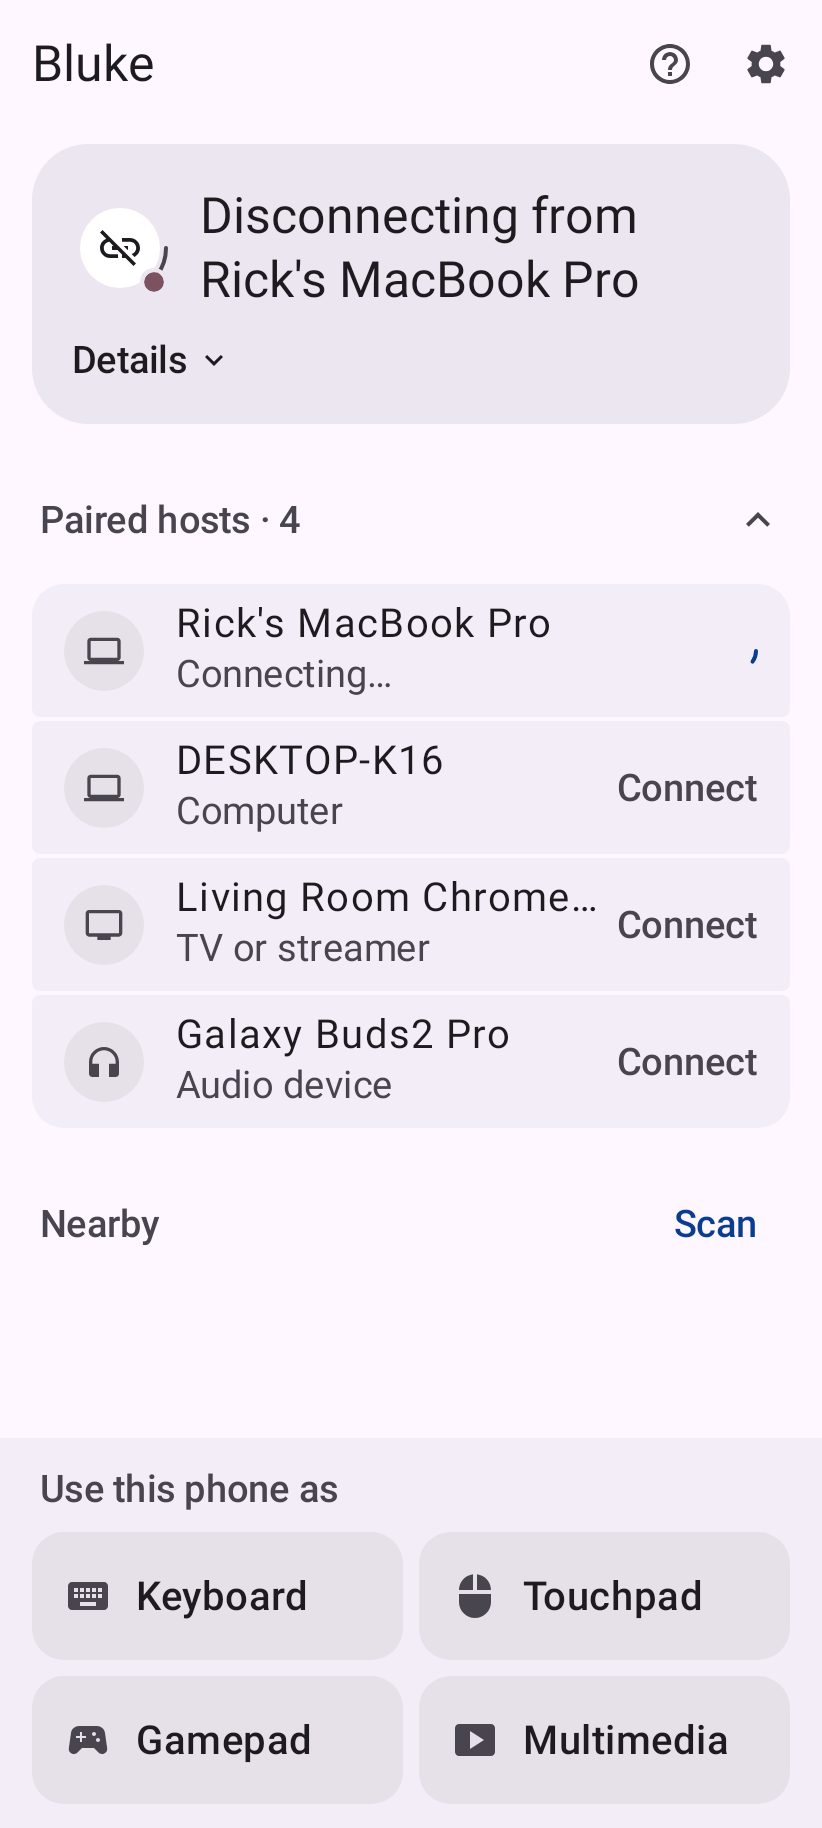 Bluke
Disconnecting from
Rick's MacBook Pro
Details
Paired hosts · 4
Rick's MacBook Pro
Connecting…
DESKTOP-K16
Computer
Connect
Living Room Chrome…
TV or streamer
Connect
Galaxy Buds2 Pro
Audio device
Connect
Nearby
Scan
Use this phone as
Keyboard
Touchpad
Gamepad
Multimedia